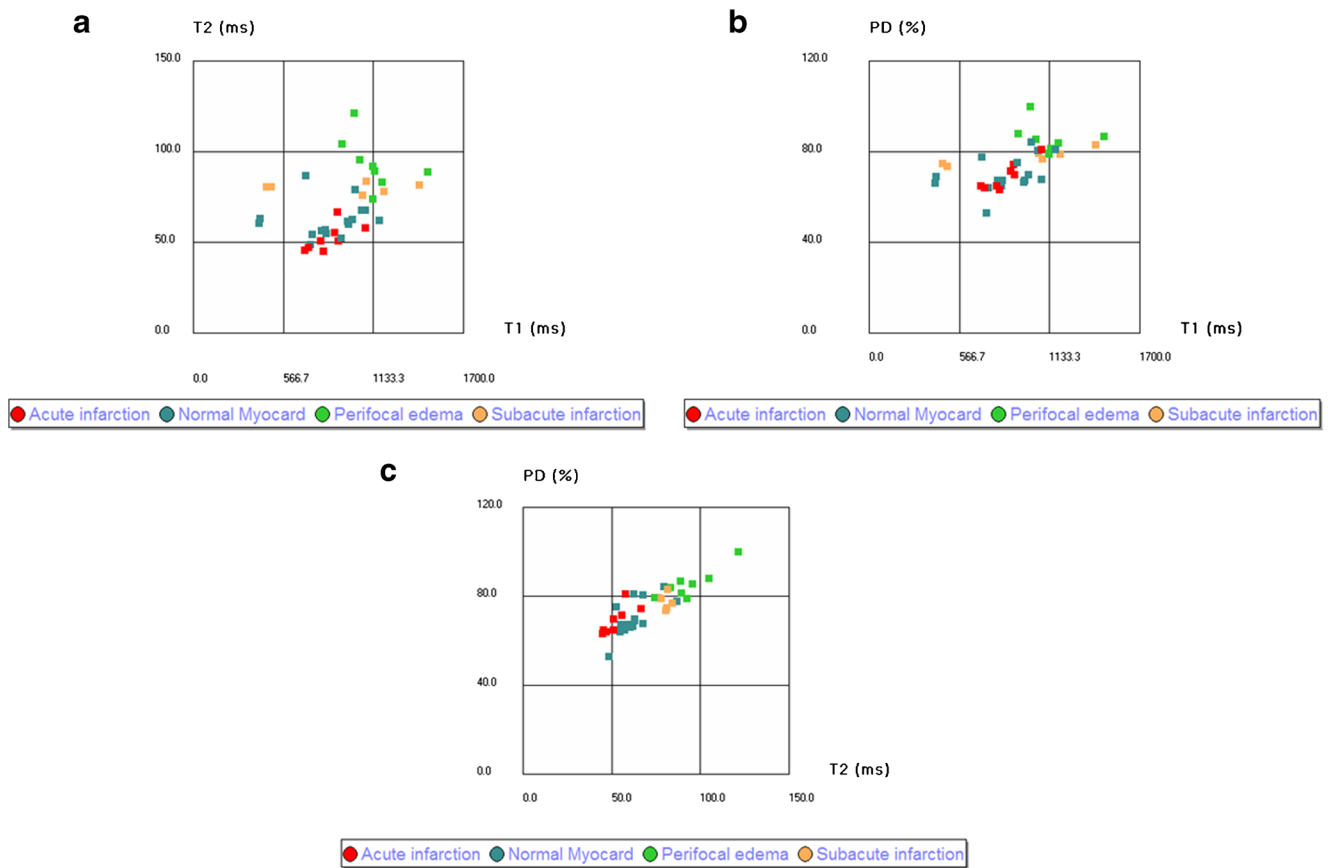 a
T2 (ms)
150.0
100.0
50.0
0.0
T1 (ms)
0.0 566.7 1133.3 1700.0
Acute infarction Normal Myocard Perifocal edema Subacute infarction
b
PD (%)
120.0
80.0
40.0
0.0
T1 (ms)
0.0 566.7 1133.3 1700.0
Acute infarction Normal Myocard Perifocal edema Subacute infarction
c
PD (%)
120.0
80.0
40.0
0.0
T2 (ms)
0.0 50.0 100.0 150.0
Acute infarction Normal Myocard Perifocal edema Subacute infarction